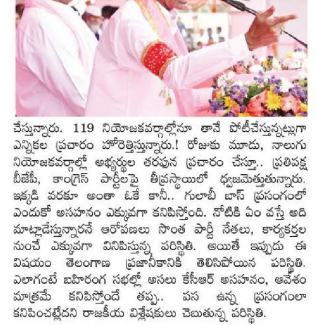 చేస్తున్నారు. 119 నియోజకవర్గాల్లోనూ తానే పోటీచేస్తున్నట్లుగా
ఎన్నికల ప్రచారం హోరెత్తిస్తున్నారు.! రోజుకు మూడు, నాలుగు
నియోజకవర్గాల్లో అభ్యర్థుల తరఫున ప్రచారం చేస్తూ.. ప్రతిపక్ష
బీజేపీ, కాంగ్రెస్ పార్టీలపై తీవ్రస్థాయిలో ధ్వజమెత్తుతున్నారు.
ఇక్కడి వరకూ అంతా ఓకే కానీ.. గులాబీ బాస్ ప్రసంగంలో
ఎందుకో అసహనం ఎక్కువగా కనిపిస్తోంది. నోటికి ఏం వస్తే అది
మాట్లాడేస్తున్నారనే ఆరోపణలు సొంత పార్టీ నేతలు, కార్యకర్తల
నుంచే ఎక్కువగా వినిపిస్తున్న పరిస్థితి. అయితే ఇప్పుడు ఈ
విషయం తెలంగాణ ప్రజానీకానికి తెలిసిపోయిన పరిస్థితి.
ఎలాగంటే బహిరంగ సభల్లో అసలు కేసీఆర్ అసహనం, ఆవేశం
మాత్రమే కనిపిస్తోందే తప్ప.. పస ఉన్న ప్రసంగంలా
కనిపించట్లేదని రాజకీయ విశ్లేషకులు చెబుతున్న పరిస్థితి.